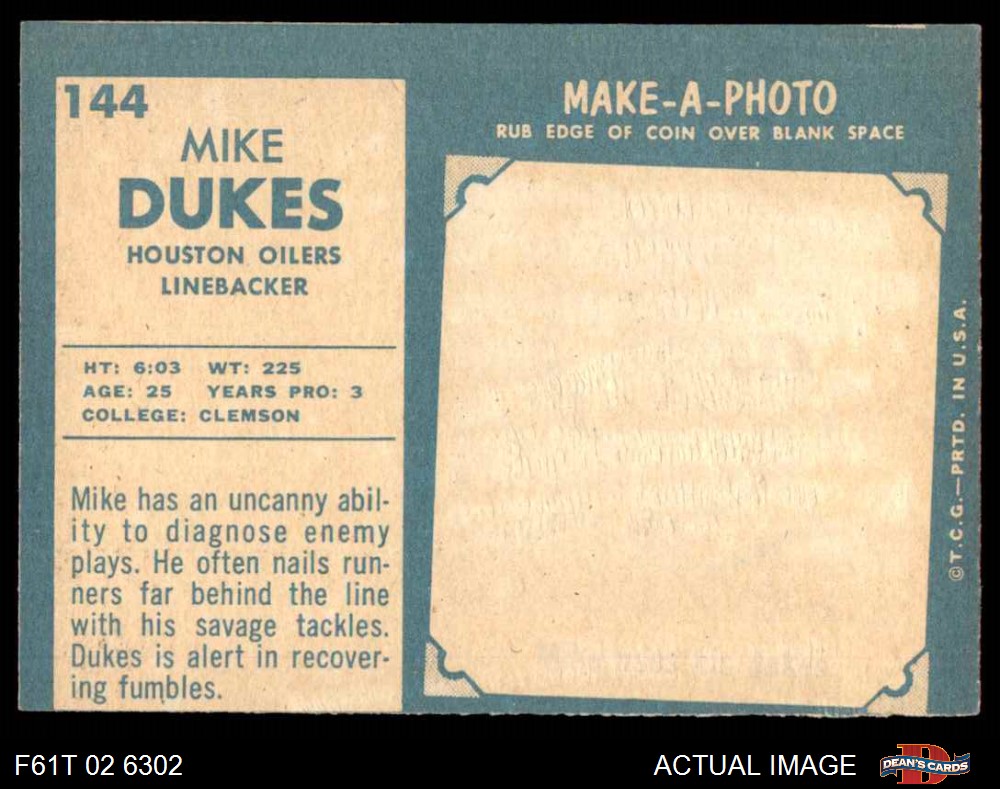 144
MIKE
DUKES
HOUSTON OILERS
LINEBACKER
HT: 6:03 WT: 225
AGE: 25 YEARS PRO: 3
COLLEGE: CLEMSON
Mike has an uncanny abil-
ity to diagnose enemy
plays. He often nails run-
ners far behind the line
with his savage tackles.
Dukes is alert in recover-
ing fumbles.
MAKE-A-PHOTO
RUB EDGE OF COIN OVER BLANK SPACE
©T.C.G.—PRTD. IN U.S.A.
F61T 02 6302
ACTUAL IMAGE
D
DEAN'S CARDS